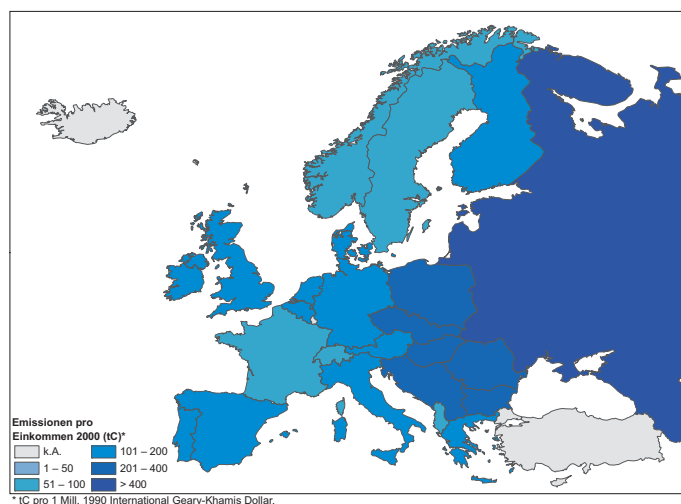 Emissionen pro
Einkommen 2000 (tC)*
k.A.
1 – 50
51 – 100
101 – 200
201 – 400
> 400
* tC pro 1 Mill. 1990 International Geary-Khamis Dollar.